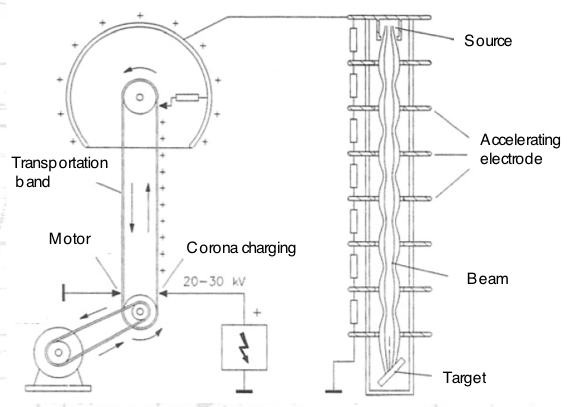 Source
Accelerating
electrode
Transportation
band
Motor
Corona charging
20-30 kV
Beam
Target